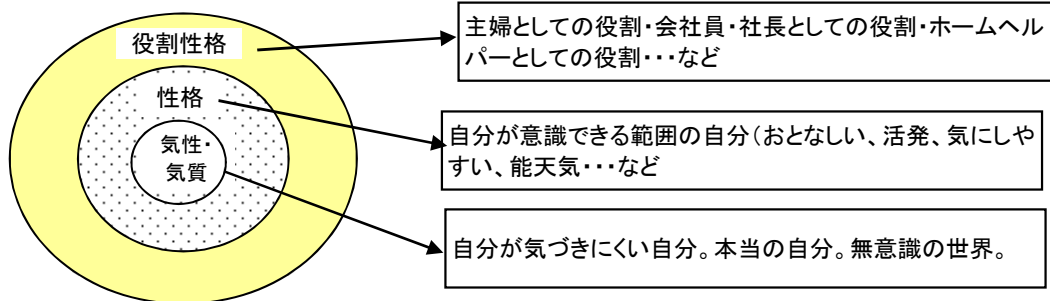 役割性格
性格
気性・
気質
主婦としての役割・会社員・社長としての役割・ホームヘル
パーとしての役割・・・など
自分が意識できる範囲の自分（おとなしい、活発、気にしや
すい、能天気・・・など
自分が気づきにくい自分。本当の自分。無意識の世界。